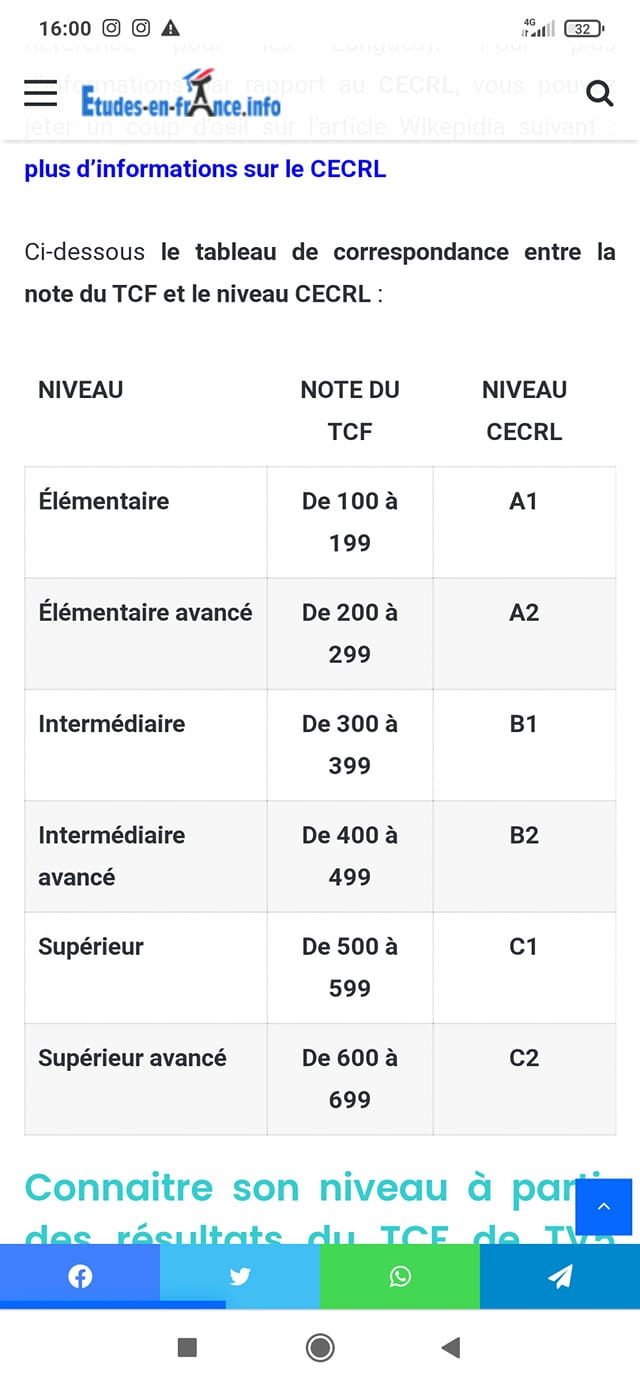 16:00
4G
32
Référence pour les Langues). Pour plus
d'informations par rapport au CECRL, vous pouvez
Etudes-en-france.info
jeter un coup d'oeil sur l'article Wikepidia suivant :
plus d'informations sur le CECRL
Ci-dessous le tableau de correspondance entre la
note du TCF et le niveau CECRL :
NIVEAU NOTE DU TCF NIVEAU CECRL
Élémentaire De 100 à 199 A1
Élémentaire avancé De 200 à 299 A2
Intermédiaire De 300 à 399 B1
Intermédiaire avancé De 400 à 499 B2
Supérieur De 500 à 599 C1
Supérieur avancé De 600 à 699 C2
Connaitre son niveau à partir
des résultats du TCF de TV5